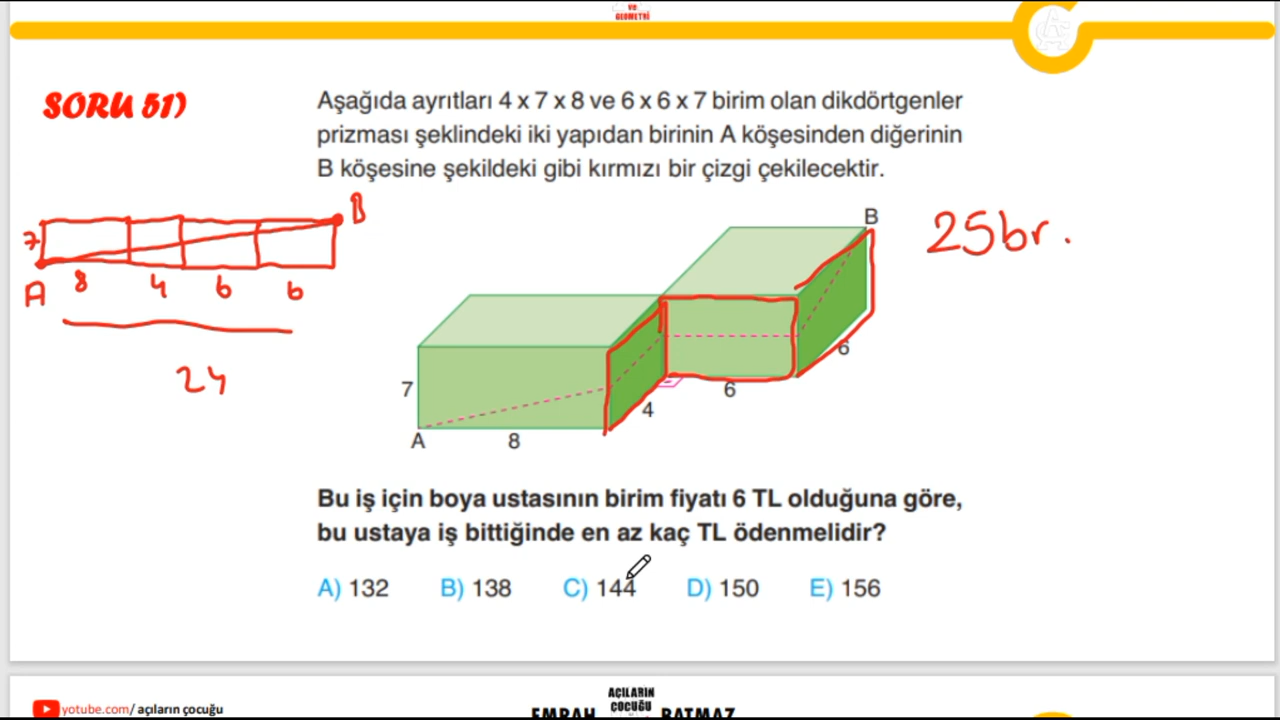 ve
GEOMETRİ
SORU 51)
Aşağıda ayrıtları 4 x 7 x 8 ve 6 x 6 x 7 birim olan dikdörtgenler
prizması şeklindeki iki yapıdan birinin A köşesinden diğerinin
B köşesine şekildeki gibi kırmızı bir çizgi çekilecektir.
B
7
A 8 4 6 6
24
B
25br.
7
6
6
4
A
8
Bu iş için boya ustasının birim fiyatı 6 TL olduğuna göre,
bu ustaya iş bittiğinde en az kaç TL ödenmelidir?
A) 132 B) 138 C) 144 D) 150 E) 156
yotube.com/ açıların çocuğu
EMRAH AÇILARIN ÇOCUĞU BATMAZ